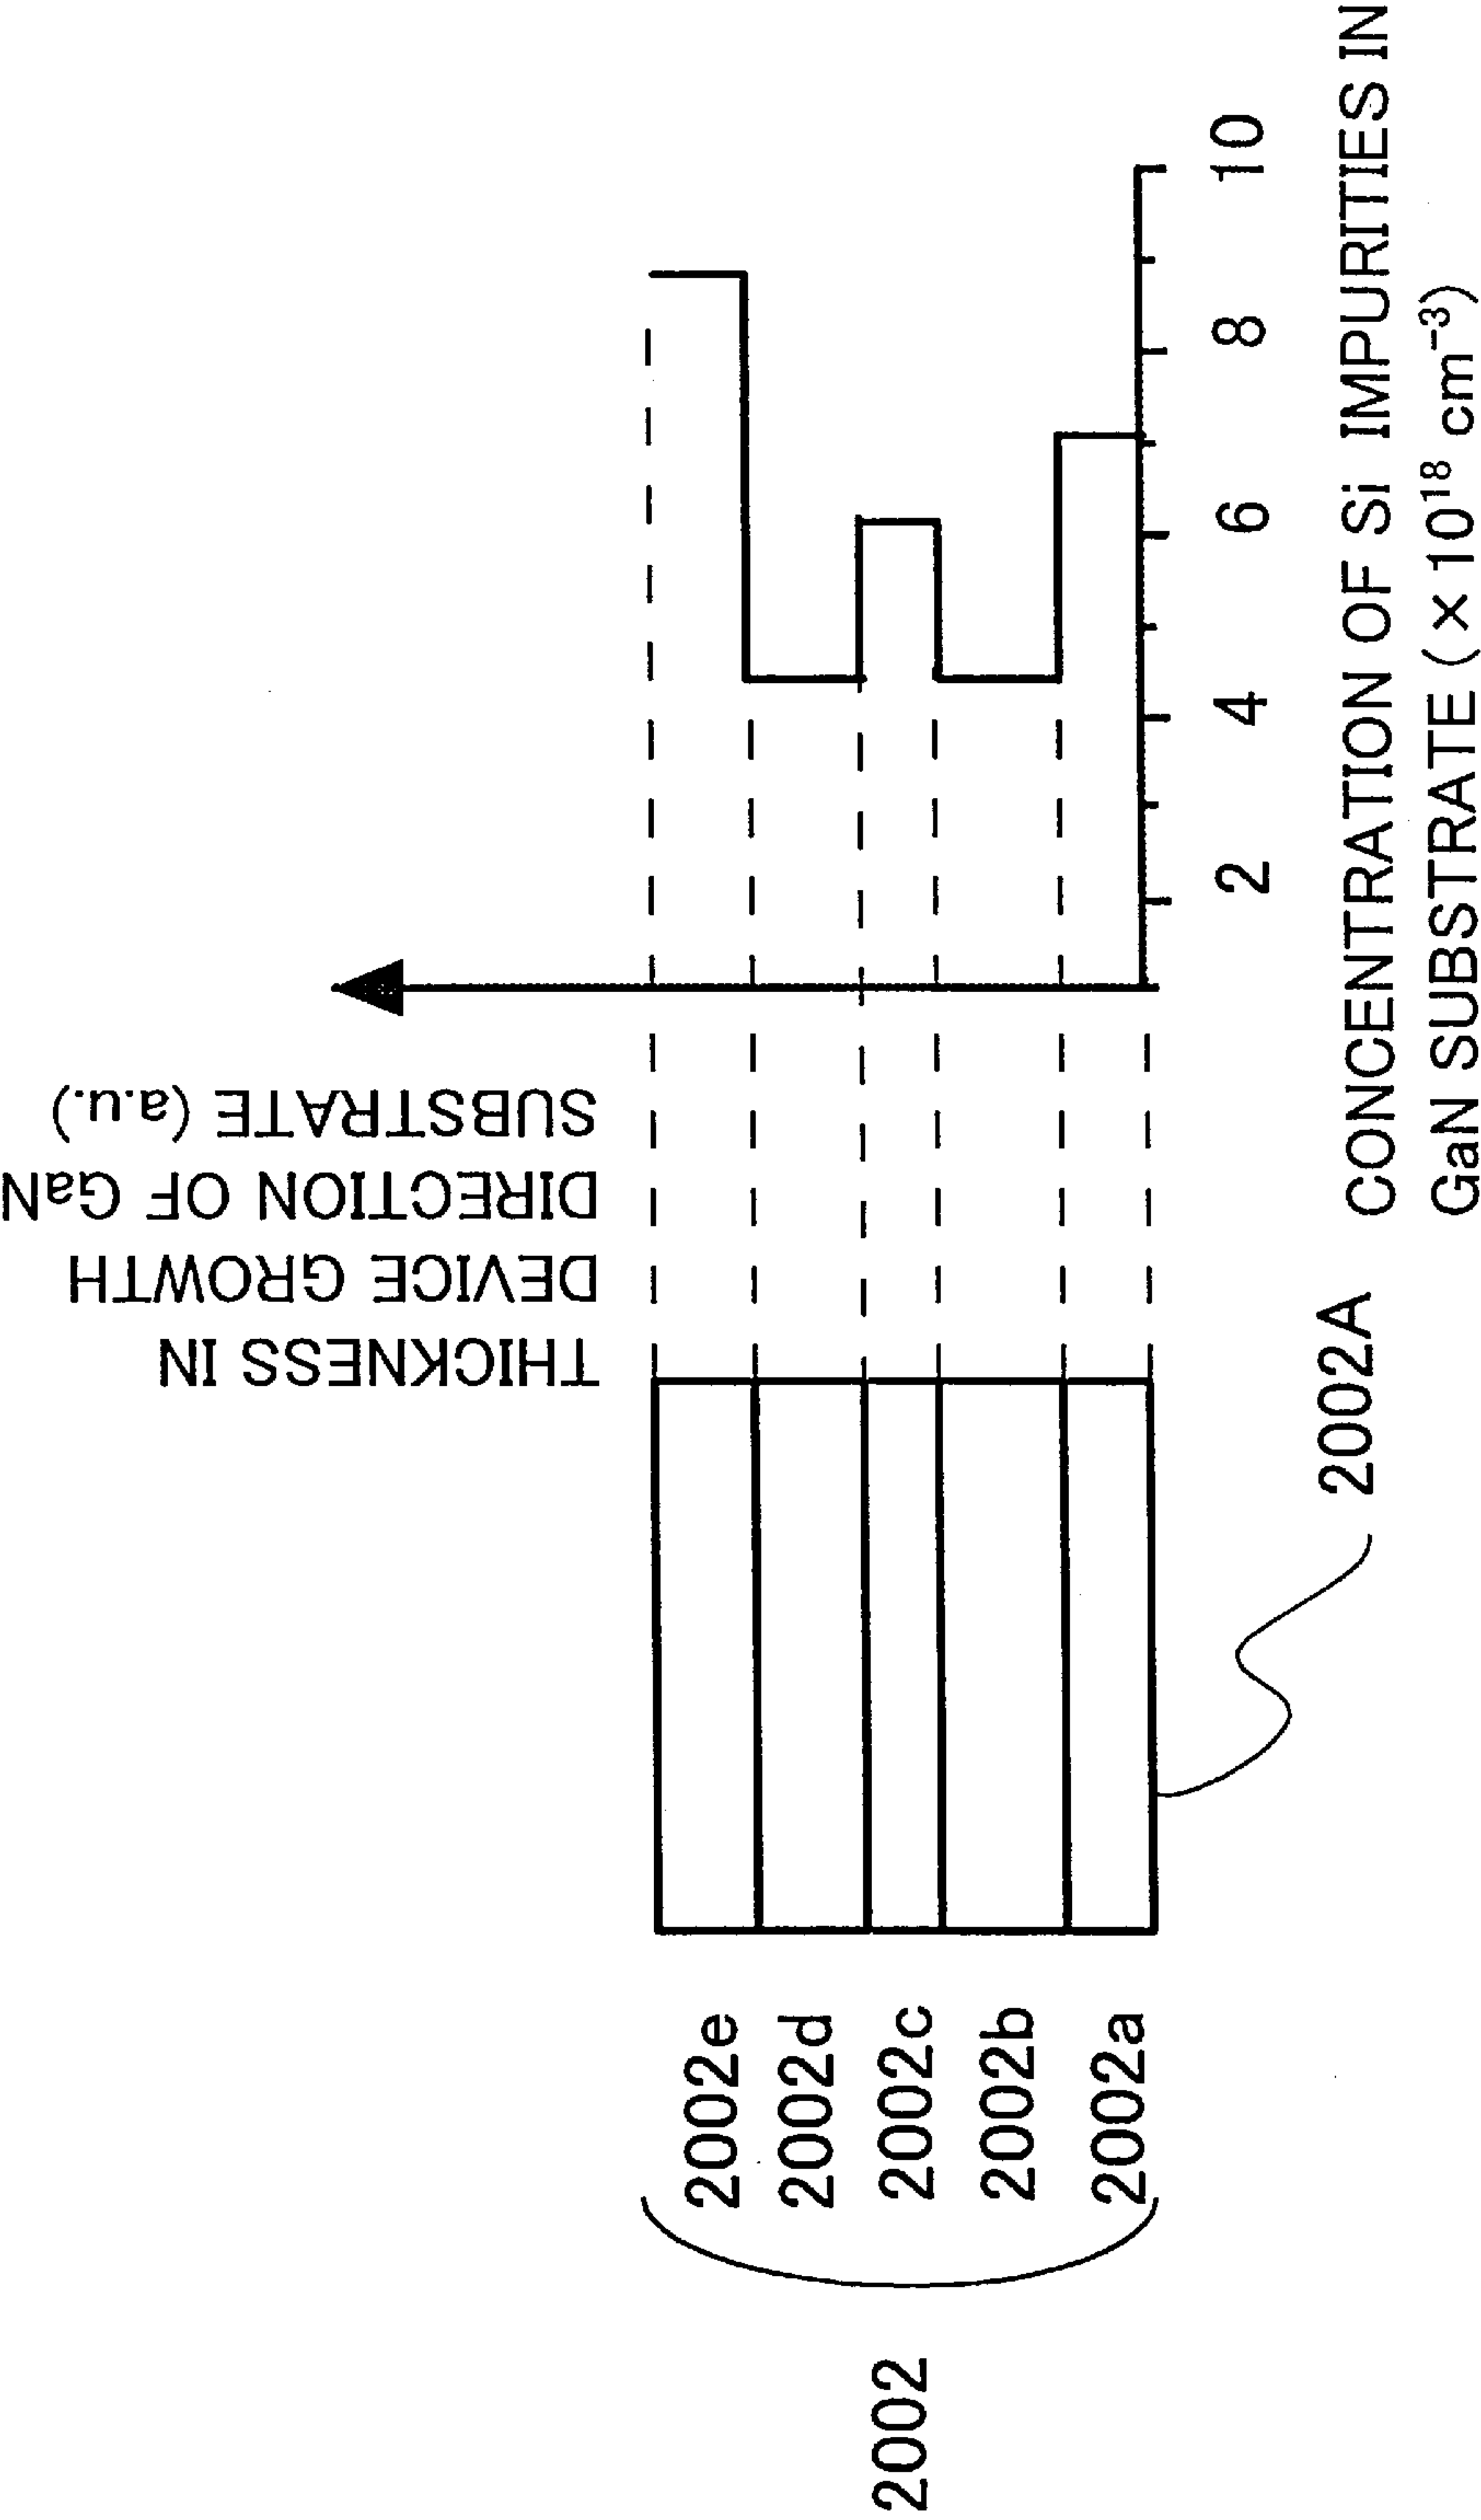 THICKNESS IN
DEVICE GROWTH
DIRECTION OF GaN
SUBSTRATE (a.u.)
2002
2002e
2002d
2002c
2002b
2002a
2002A
2
4
6
8
10
CONCENTRATION OF Si IMPURITIES IN
GaN SUBSTRATE (×10¹⁸ cm⁻³)